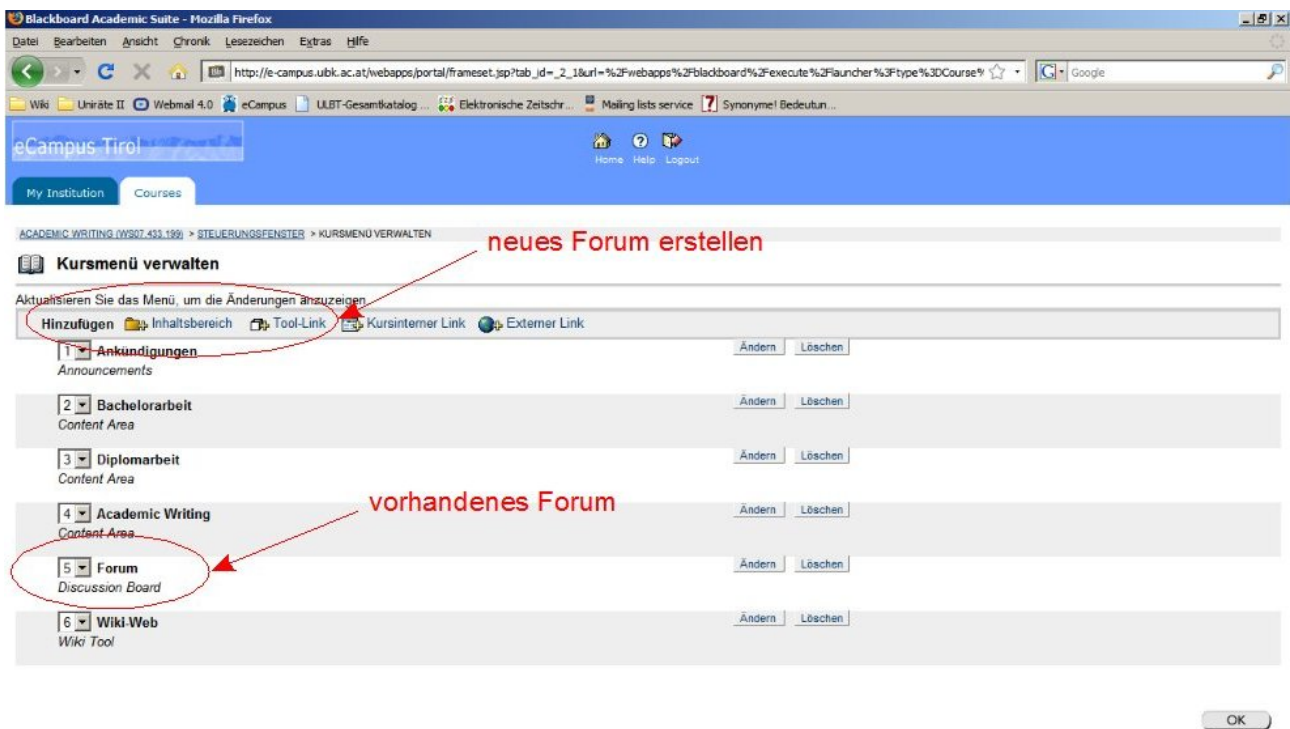 Blackboard Academic Suite - Mozilla Firefox
Datei Bearbeiten Ansicht Chronik Lesezeichen Extras Hilfe
http://e-campus.uibk.ac.at/webapps/portal/frameset.jsp?tab_id=_2_1&url=%2Fwebapps%2Fblackboard%2Fexecute%2Flauncher%3Ftype%3DCourse%
Google
Wiki Uniräte II Webmail 4.0 eCampus ULBT-Gesamtkatalog ... Elektronische Zeitschr... Mailing lists service Synonyme! Bedeutun...
eCampus Tirol
Home Help Logout
My Institution Courses
ACADEMIC WRITING (WS07.433.199) > STEUERUNGSFENSTER > KURSMENÜ VERWALTEN
neues Forum erstellen
Kursmenü verwalten
Aktualisieren Sie das Menü, um die Änderungen anzuzeigen
Hinzufügen Inhaltsbereich Tool-Link Kursinterner Link Externer Link
1 Ankündigungen Ändern Löschen
Announcements
2 Bachelorarbeit Ändern Löschen
Content Area
3 Diplomarbeit Ändern Löschen
Content Area
vorhandenes Forum
4 Academic Writing Ändern Löschen
Content Area
5 Forum Ändern Löschen
Discussion Board
6 Wiki-Web Ändern Löschen
Wiki Tool
OK